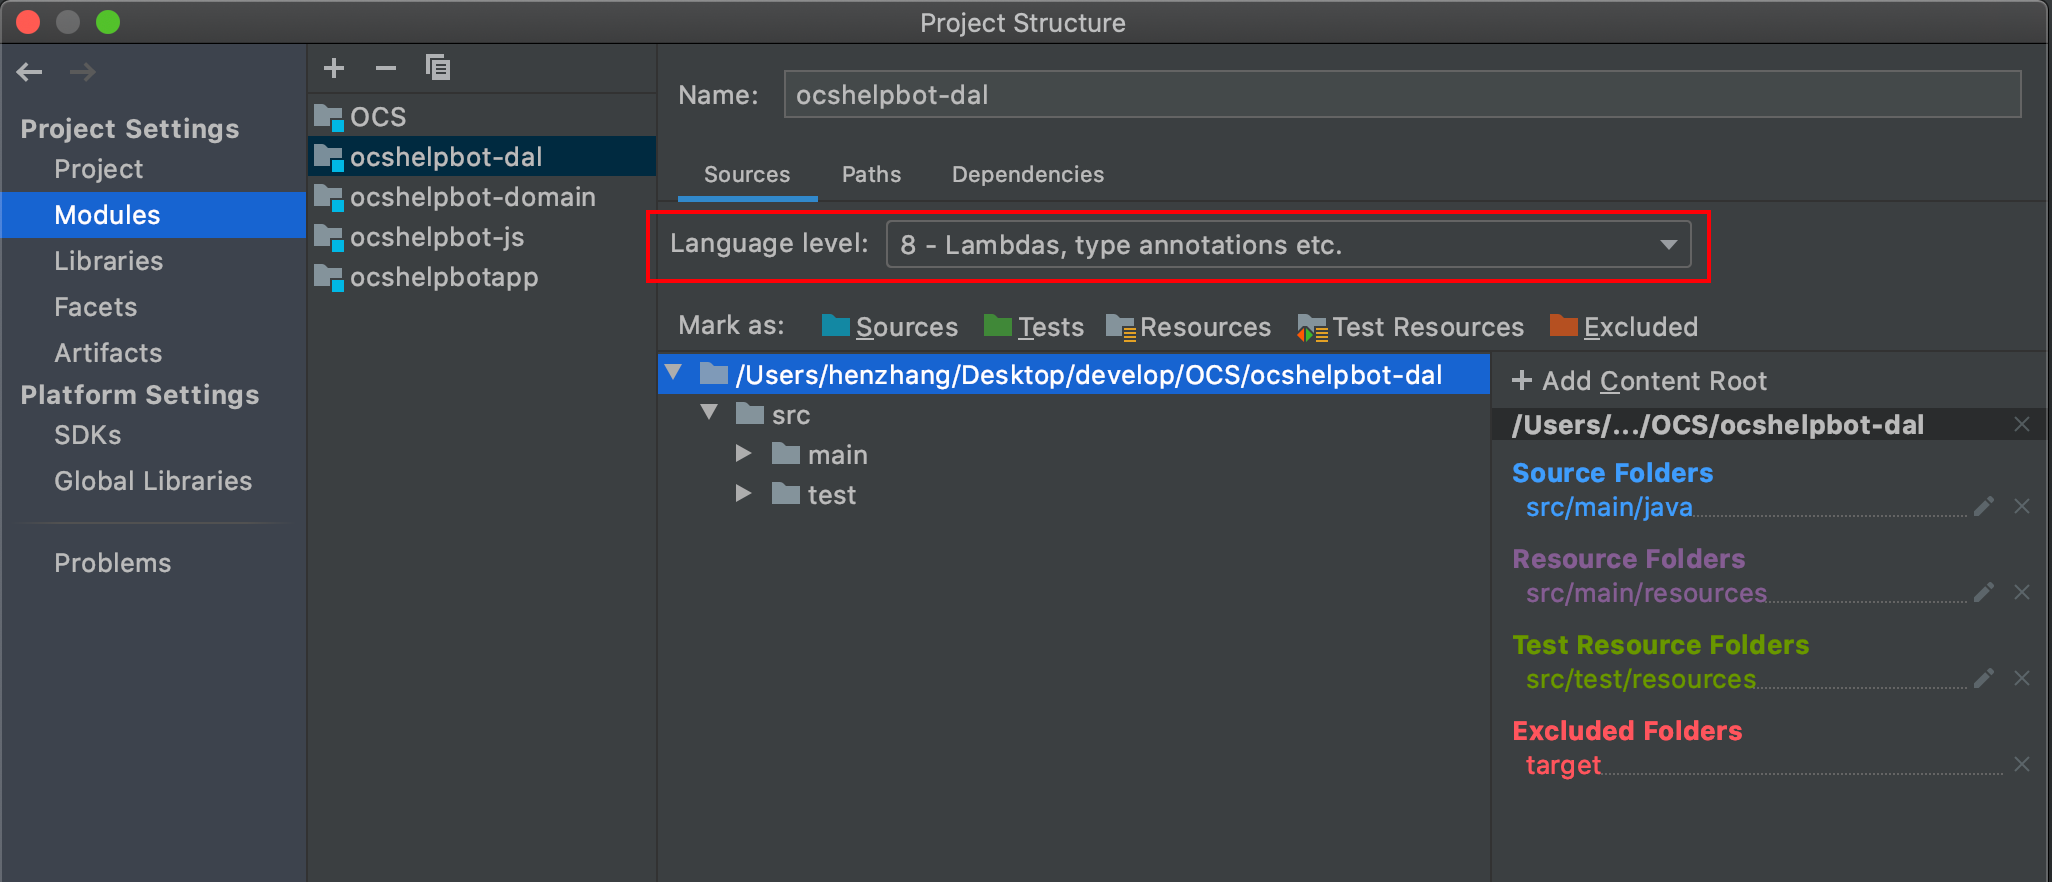 Project Structure
Project Settings
Project
Modules
Libraries
Facets
Artifacts
Platform Settings
SDKs
Global Libraries
Problems
OCS
ocshelpbot-dal
ocshelpbot-domain
ocshelpbot-js
ocshelpbotapp
Name: ocshelpbot-dal
Sources Paths Dependencies
Language level: 8 - Lambdas, type annotations etc.
Mark as: Sources Tests Resources Test Resources Excluded
/Users/henzhang/Desktop/develop/OCS/ocshelpbot-dal
src
main
test
+ Add Content Root
/Users/.../OCS/ocshelpbot-dal
Source Folders
src/main/java
Resource Folders
src/main/resources
Test Resource Folders
src/test/resources
Excluded Folders
target